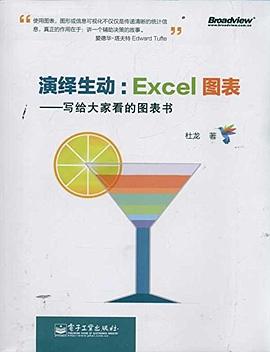 Broadview®
使用图表，图形或信息可视化不仅仅是传递清晰的统计信
息，真正的作用在于：讲一个辅助决策的故事。
爱德华·塔夫特 Edward Tufte
演绎生动：Excel 图表
——写给大家看的图表书
杜龙 著
电子工业出版社